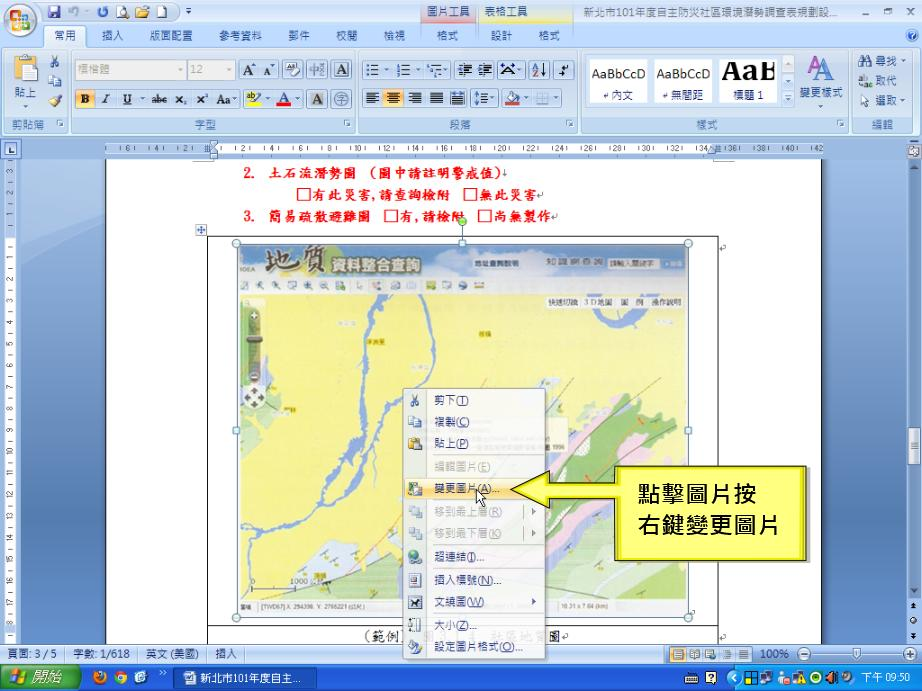 圖片工具 表格工具 新北市101年度自主防災社區環境潛勢調查表規劃設...
常用 插入 版面配置 參考資料 郵件 校閱 檢視 格式 設計 格式
貼上
標楷體 12
AaBbCcD AaBbCcD AaB
內文 無間距 標題 1
變更樣式
尋找
取代
選取
剪貼簿 字型 段落 樣式 編輯
2. 土石流潛勢圖 (圖中請註明警戒值)
□有此災害,請查詢檢附 □無此災害
3. 簡易疏散避難圖 □有,請檢附 □尚無製作
地質資料整合查詢
快速切換 3D地圖 圖 例 操作說明
剪下(T)
複製(C)
貼上(P)
編輯圖片(E)
變更圖片(A)...
移到最上層(R)
移到最下層(K)
超連結(I)...
插入標號(N)...
文繞圖(W)
大小(Z)...
設定圖片格式(O)...
點擊圖片按
右鍵變更圖片
1000
頁面: 3 / 5 字數: 1/618 英文 (美國) 插入 100%
開始 新北市101年度自主... 下午 09:50